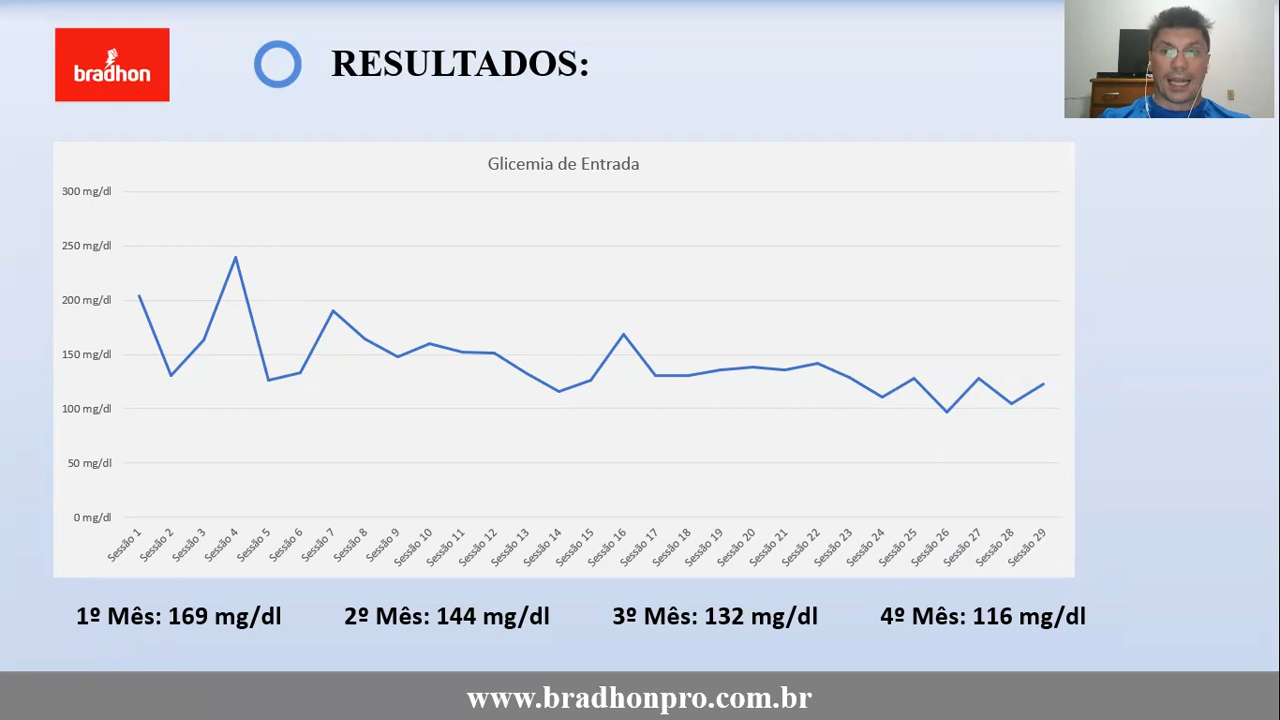 bradhon
RESULTADOS:
Glicemia de Entrada
300 mg/dl
250 mg/dl
200 mg/dl
150 mg/dl
100 mg/dl
50 mg/dl
0 mg/dl
Sessão 1
Sessão 2
Sessão 3
Sessão 4
Sessão 5
Sessão 6
Sessão 7
Sessão 8
Sessão 9
Sessão 10
Sessão 11
Sessão 12
Sessão 13
Sessão 14
Sessão 15
Sessão 16
Sessão 17
Sessão 18
Sessão 19
Sessão 20
Sessão 21
Sessão 22
Sessão 23
Sessão 24
Sessão 25
Sessão 26
Sessão 27
Sessão 28
Sessão 29
1º Mês: 169 mg/dl 2º Mês: 144 mg/dl 3º Mês: 132 mg/dl 4º Mês: 116 mg/dl
www.bradhonpro.com.br